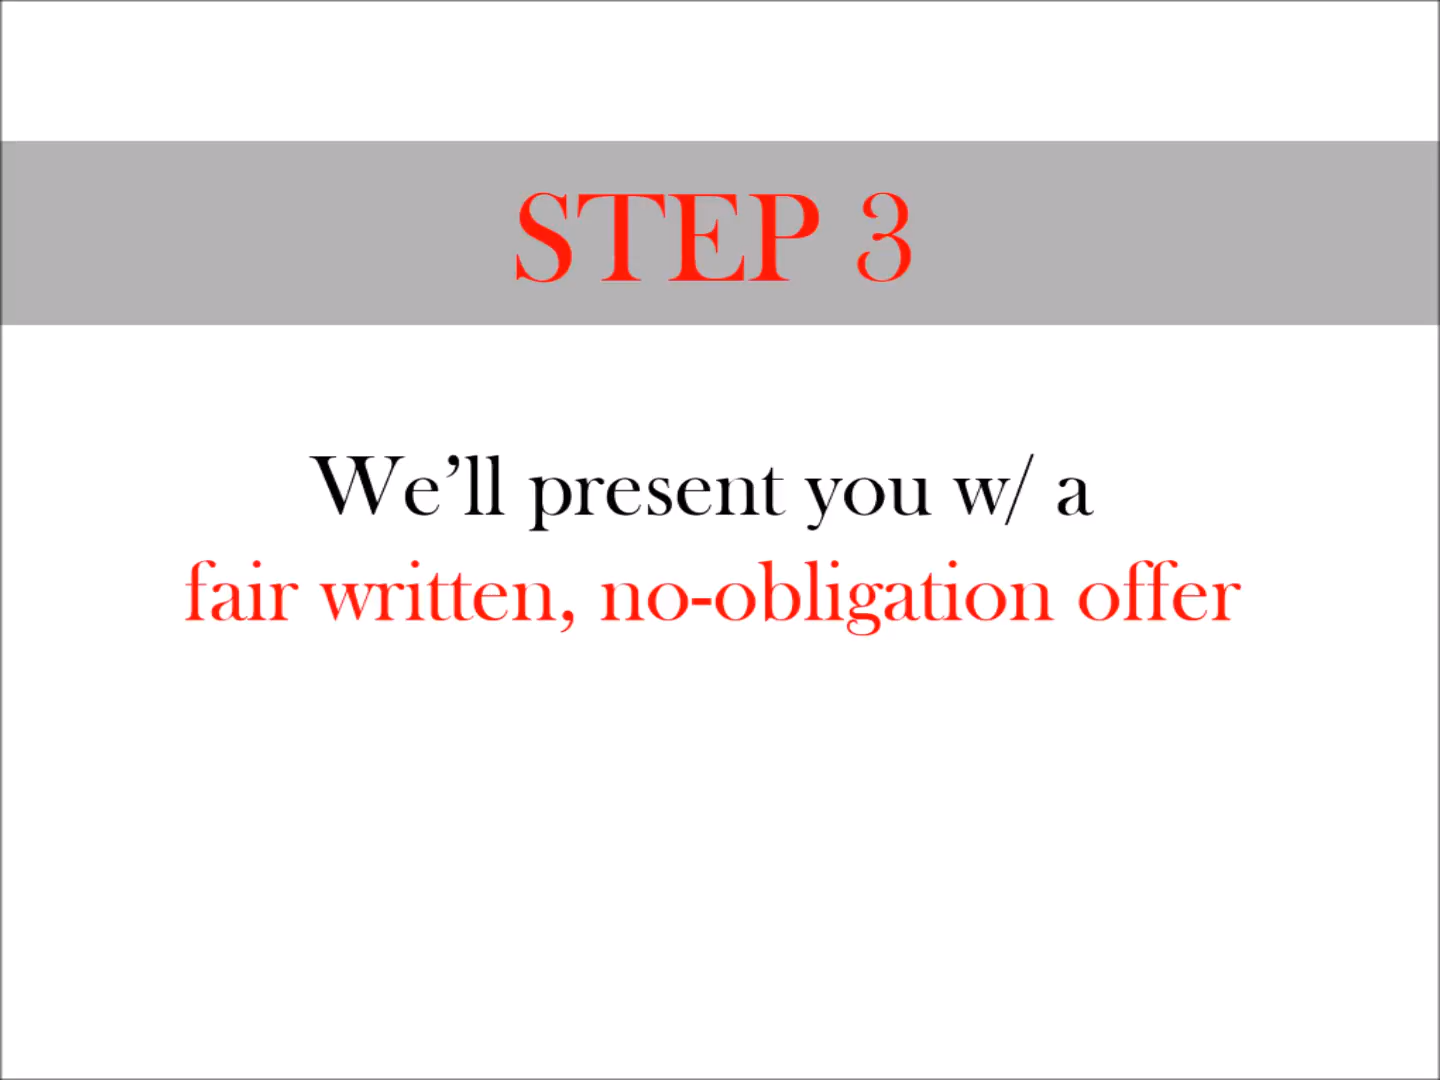 STEP 3
We’ll present you w/ a
fair written, no-obligation offer